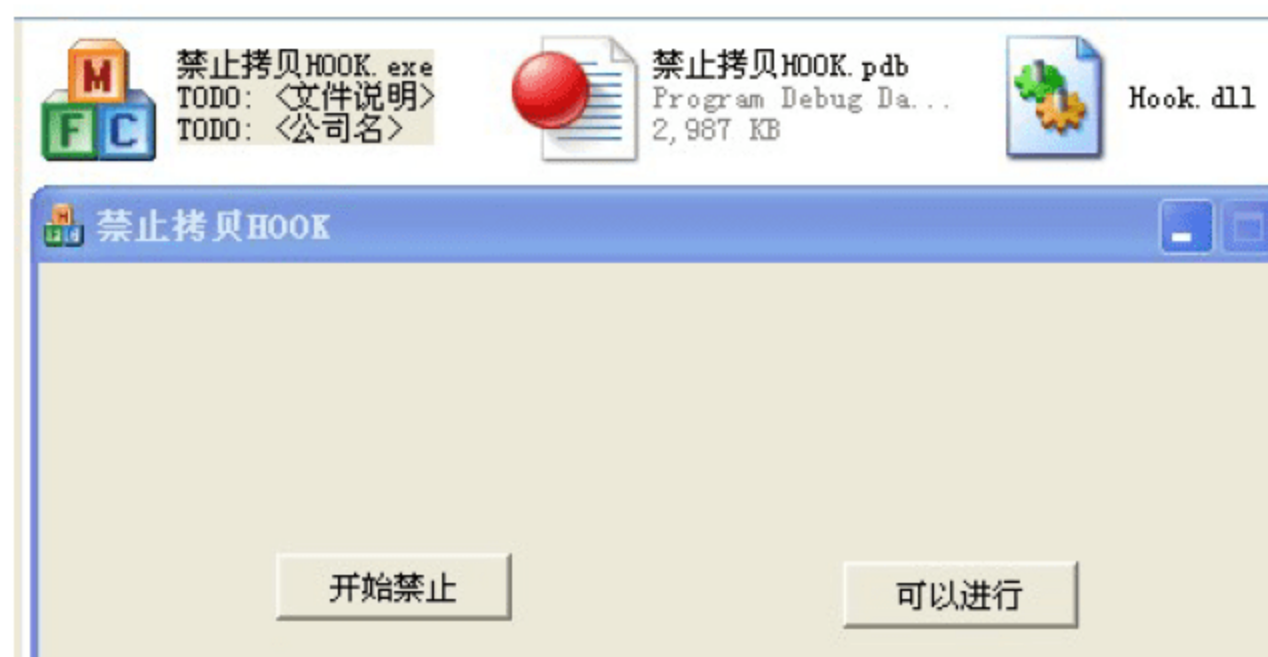 禁止拷贝HOOK.exe
TODO: <文件说明>
TODO: <公司名>
禁止拷贝HOOK.pdb
Program Debug Da...
2,987 KB
Hook.dll
M
F C
禁止拷贝HOOK
开始禁止
可以进行